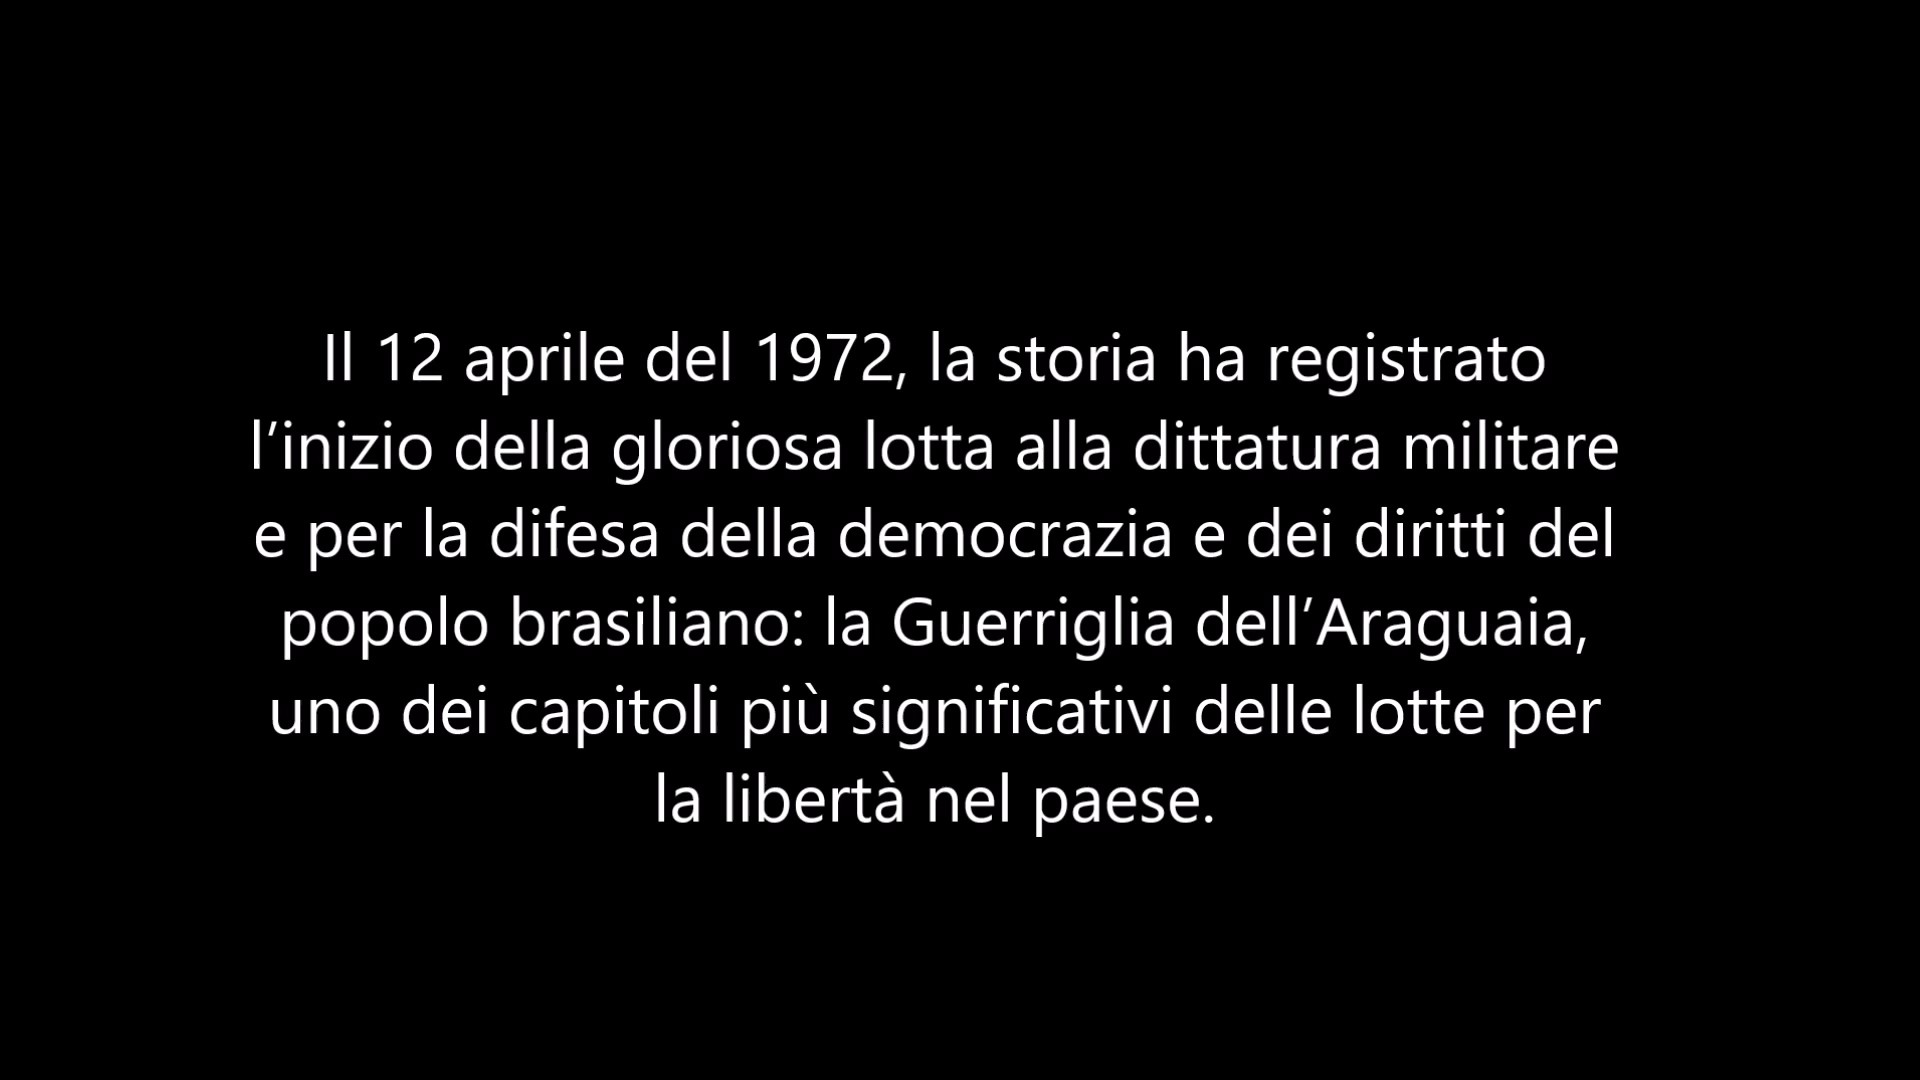 Il 12 aprile del 1972, la storia ha registrato
l’inizio della gloriosa lotta alla dittatura militare
e per la difesa della democrazia e dei diritti del
popolo brasiliano: la Guerriglia dell’Araguaia,
uno dei capitoli più significativi delle lotte per
la libertà nel paese.